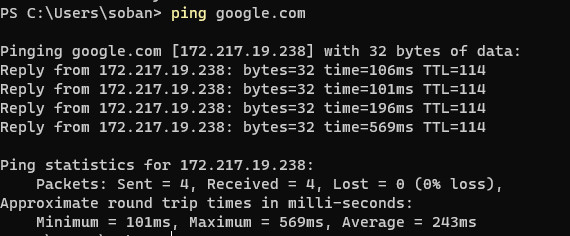 PS C:\Users\soban> ping google.com
Pinging google.com [172.217.19.238] with 32 bytes of data:
Reply from 172.217.19.238: bytes=32 time=106ms TTL=114
Reply from 172.217.19.238: bytes=32 time=101ms TTL=114
Reply from 172.217.19.238: bytes=32 time=196ms TTL=114
Reply from 172.217.19.238: bytes=32 time=569ms TTL=114
Ping statistics for 172.217.19.238:
Packets: Sent = 4, Received = 4, Lost = 0 (0% loss),
Approximate round trip times in milli-seconds:
Minimum = 101ms, Maximum = 569ms, Average = 243ms